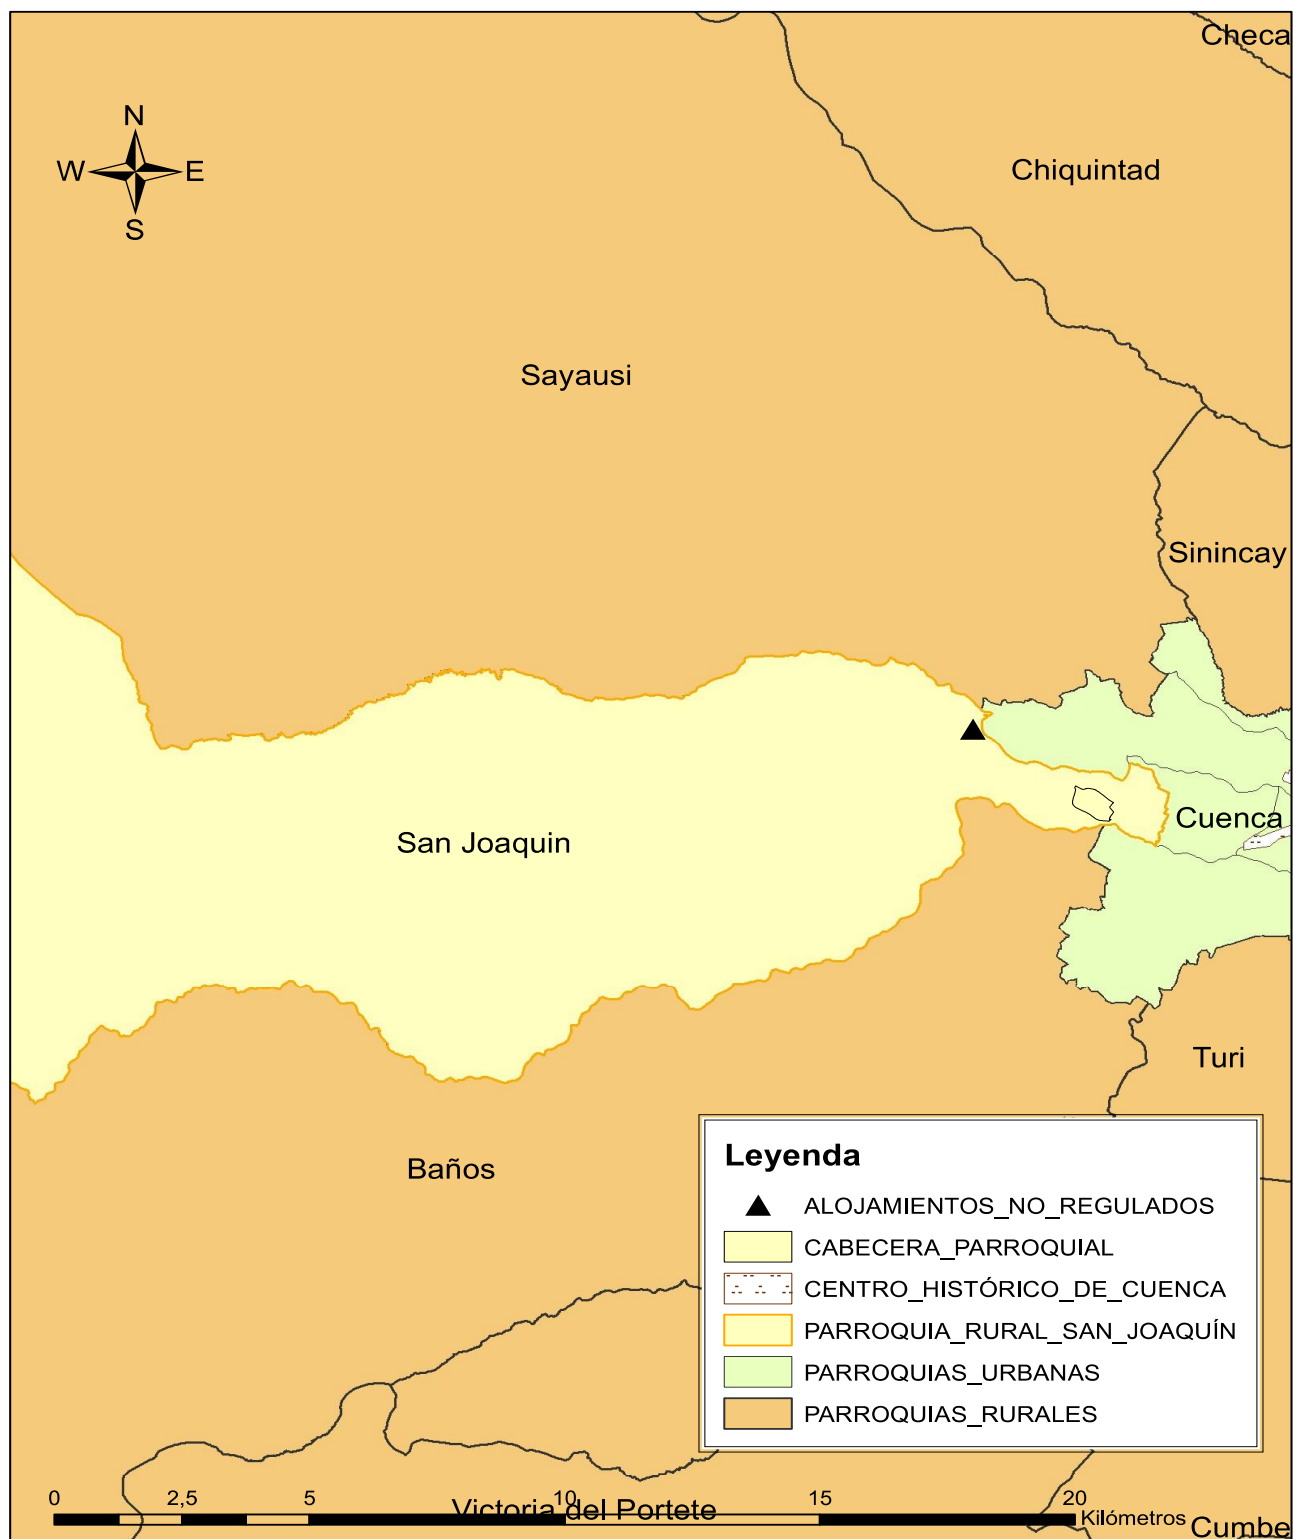 Checa
N
W E
S
Chiquintad
Sayausi
Sinincay
Cuenca
San Joaquin
Turi
Baños
Leyenda
ALOJAMIENTOS_NO_REGULADOS
CABECERA_PARROQUIAL
CENTRO_HISTÓRICO_DE_CUENCA
PARROQUIA_RURAL_SAN_JOAQUÍN
PARROQUIAS_URBANAS
PARROQUIAS_RURALES
0 2,5 5 10 15 20
Kilómetros
Victoria del Portete
Cumbe